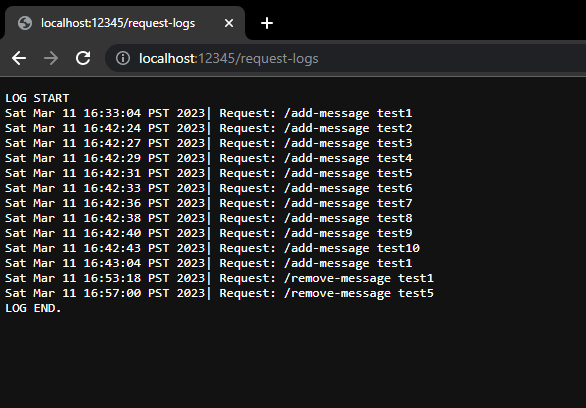 localhost:12345/request-logs
localhost:12345/request-logs
LOG START
Sat Mar 11 16:33:04 PST 2023| Request: /add-message test1
Sat Mar 11 16:42:24 PST 2023| Request: /add-message test2
Sat Mar 11 16:42:27 PST 2023| Request: /add-message test3
Sat Mar 11 16:42:29 PST 2023| Request: /add-message test4
Sat Mar 11 16:42:31 PST 2023| Request: /add-message test5
Sat Mar 11 16:42:33 PST 2023| Request: /add-message test6
Sat Mar 11 16:42:36 PST 2023| Request: /add-message test7
Sat Mar 11 16:42:38 PST 2023| Request: /add-message test8
Sat Mar 11 16:42:40 PST 2023| Request: /add-message test9
Sat Mar 11 16:42:43 PST 2023| Request: /add-message test10
Sat Mar 11 16:43:04 PST 2023| Request: /add-message test1
Sat Mar 11 16:53:18 PST 2023| Request: /remove-message test1
Sat Mar 11 16:57:00 PST 2023| Request: /remove-message test5
LOG END.